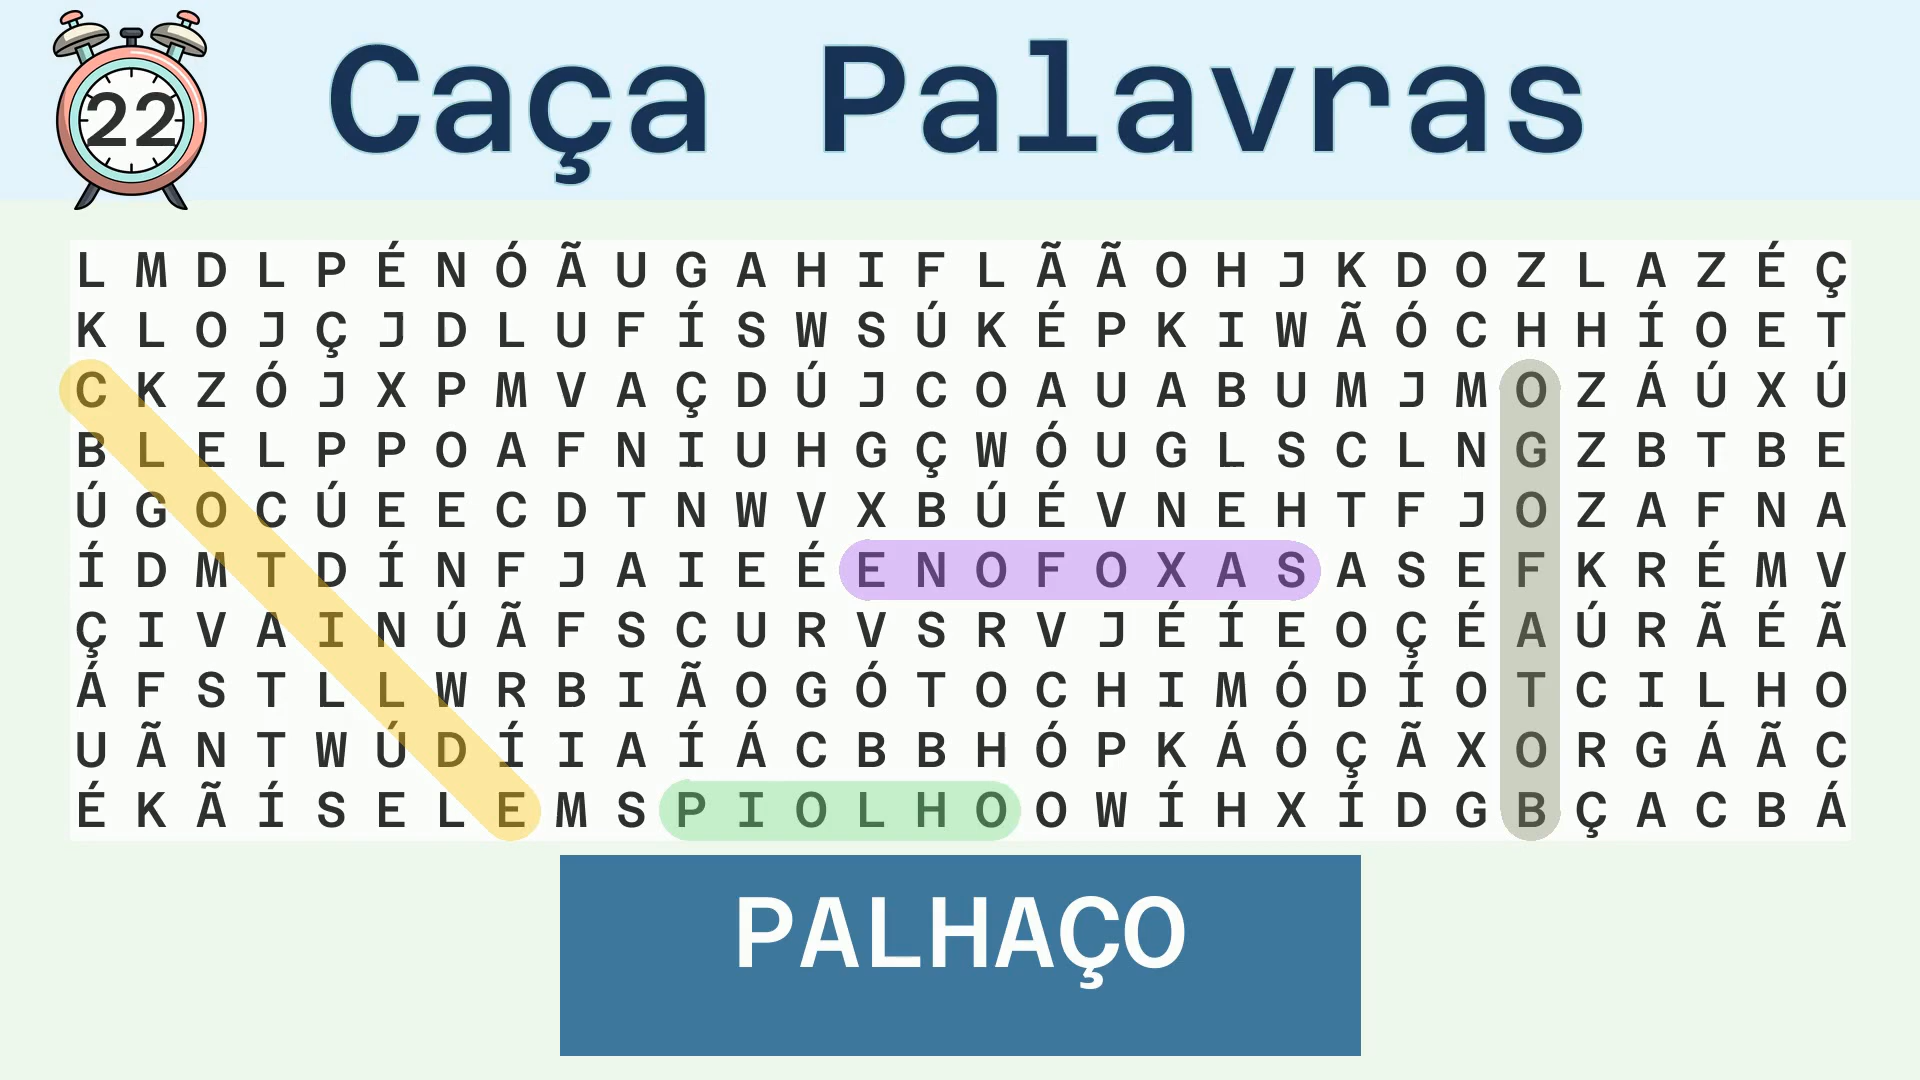 22
Caça Palavras
L M D L P É N Ó Ã U G A H I F L Ã Ã O H J K D O Z L A Z É Ç
K L O J Ç J D L U F Í S W S Ú K É P K I W Ã Ó C H H Í O E T
C K Z Ó J X P M V A Ç D Ú J C O A U A B U M J M O Z Á Ú X Ú
B L E L P P O A F N I U H G Ç W Ó U G L S C L N G Z B T B E
Ú G O C Ú E E C D T N W V X B Ú É V N E H T F J O Z A F N A
Í D M T D Í N F J A I E É E N O F O X A S A S E F K R É M V
Ç I V A I N Ú Ã F S C U R V S R V J É Í E O Ç É A Ú R Ã É Ã
Á F S T L L W R B I Ã O G Ó T O C H I M Ó D Í O T C I L H O
U Ã N T W Ú D Í I A Í Á C B B H Ó P K Á Ó Ç Ã X O R G Á Ã C
É K Ã Í S E L E M S P I O L H O O W Í H X Í D G B Ç A C B Á
PALHAÇO